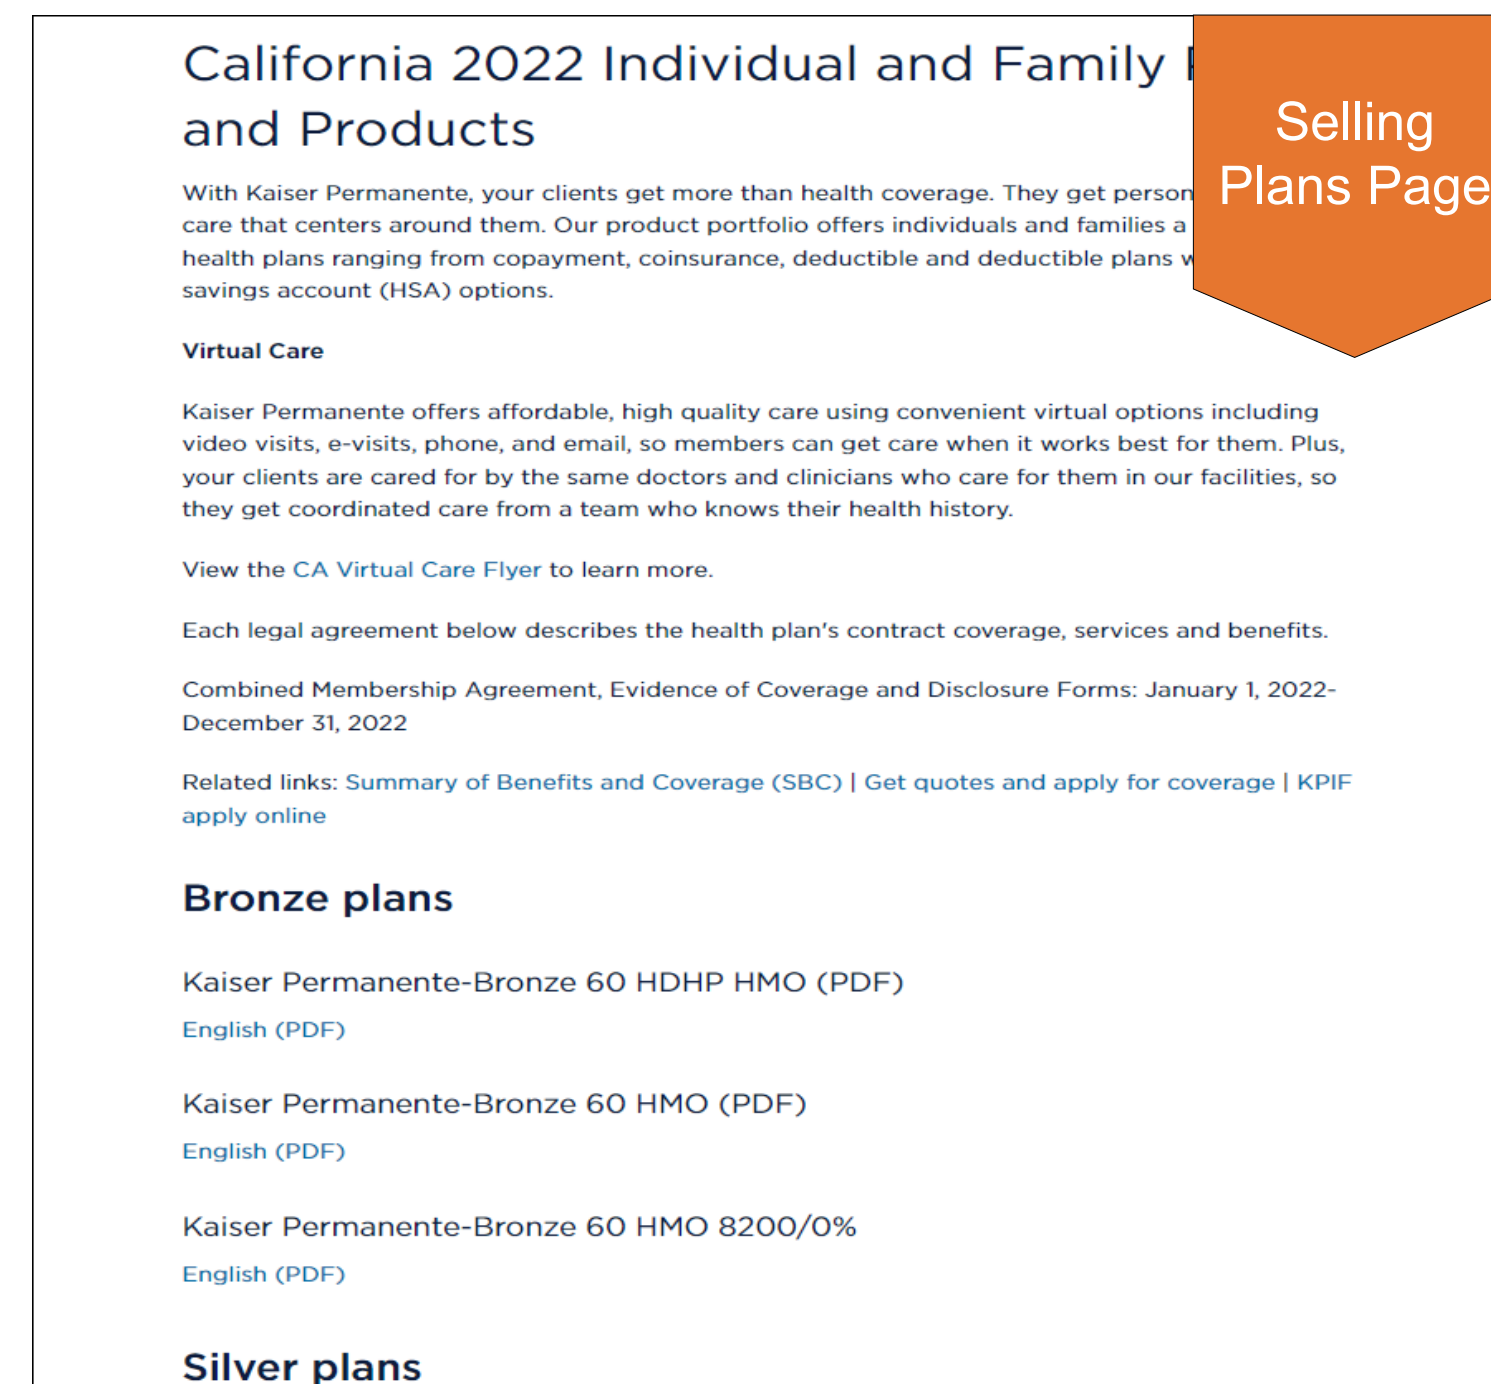 California 2022 Individual and Family
and Products
Selling
Plans Page
With Kaiser Permanente, your clients get more than health coverage. They get person
care that centers around them. Our product portfolio offers individuals and families a
health plans ranging from copayment, coinsurance, deductible and deductible plans
savings account (HSA) options.
Virtual Care
Kaiser Permanente offers affordable, high quality care using convenient virtual options including
video visits, e-visits, phone, and email, so members can get care when it works best for them. Plus,
your clients are cared for by the same doctors and clinicians who care for them in our facilities, so
they get coordinated care from a team who knows their health history.
View the CA Virtual Care Flyer to learn more.
Each legal agreement below describes the health plan's contract coverage, services and benefits.
Combined Membership Agreement, Evidence of Coverage and Disclosure Forms: January 1, 2022-
December 31, 2022
Related links: Summary of Benefits and Coverage (SBC) | Get quotes and apply for coverage | KPIF
apply online
Bronze plans
Kaiser Permanente-Bronze 60 HDHP HMO (PDF)
English (PDF)
Kaiser Permanente-Bronze 60 HMO (PDF)
English (PDF)
Kaiser Permanente-Bronze 60 HMO 8200/0%
English (PDF)
Silver plans